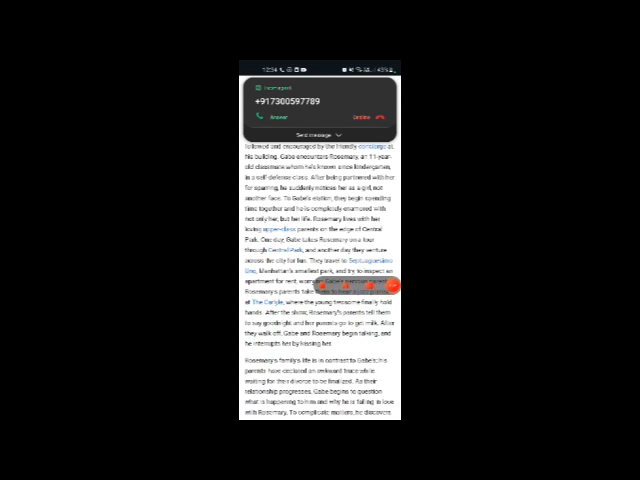 12:34
45%
Incoming call
+917300597789
Answer
Decline
Send message
followed and encouraged by the friendly concierge at
his building. Gabe encounters Rosemary, an 11-year-
old classmate whom he's known since kindergarten,
in a self-defense class. After being partnered with her
for sparring, he suddenly notices her as a girl, not
another face. To Gabe's elation, they begin spending
time together and he is completely enamored with
not only her, but her life. Rosemary lives with her
loving upper-class parents on the edge of Central
Park. One day, Gabe takes Rosemary on a tour
through Central Park, and another day they venture
across the city for fun. They travel to Septuagesimo
Uno, Manhattan's smallest park, and try to inspect an
apartment for rent,
Rosemary's parents take
at The Carlyle, where the young twosome finally hold
hands. After the show, Rosemary's parents tell them
to say goodnight and her parents go to get milk. After
they walk off, Gabe and Rosemary begin talking, and
he interrupts her by kissing her.
Rosemary's family's life is in contrast to Gabe's; his
parents have declared an awkward truce while
waiting for their divorce to be finalized. As their
relationship progresses, Gabe begins to question
what is happening to him and why he is falling in love
with Rosemary. To complicate matters, he discovers